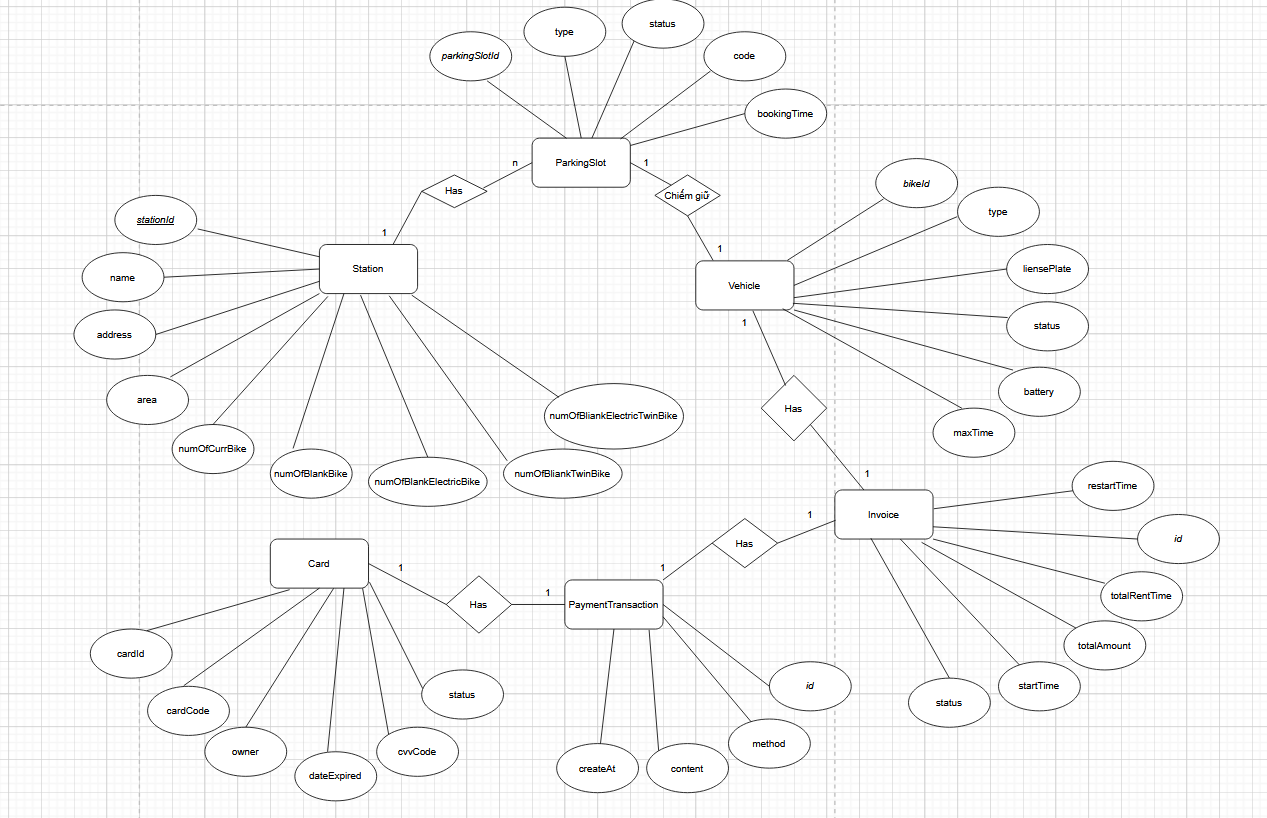 status
type
parkingSlotId
code
bookingTime
ParkingSlot
n
1
Has
Chiếm giữ
bikeId
type
stationId
1
1
Station
name
liensePlate
Vehicle
address
1
status
battery
area
Has
numOfBliankElectricTwinBike
maxTime
numOfCurrBike
numOfBlankBike
numOfBlankElectricBike
numOfBliankTwinBike
1
restartTime
1
Invoice
id
Has
Card
1
1
totalRentTime
1
Has
PaymentTransaction
cardId
totalAmount
status
id
startTime
cardCode
status
owner
cvvCode
method
dateExpired
createAt
content